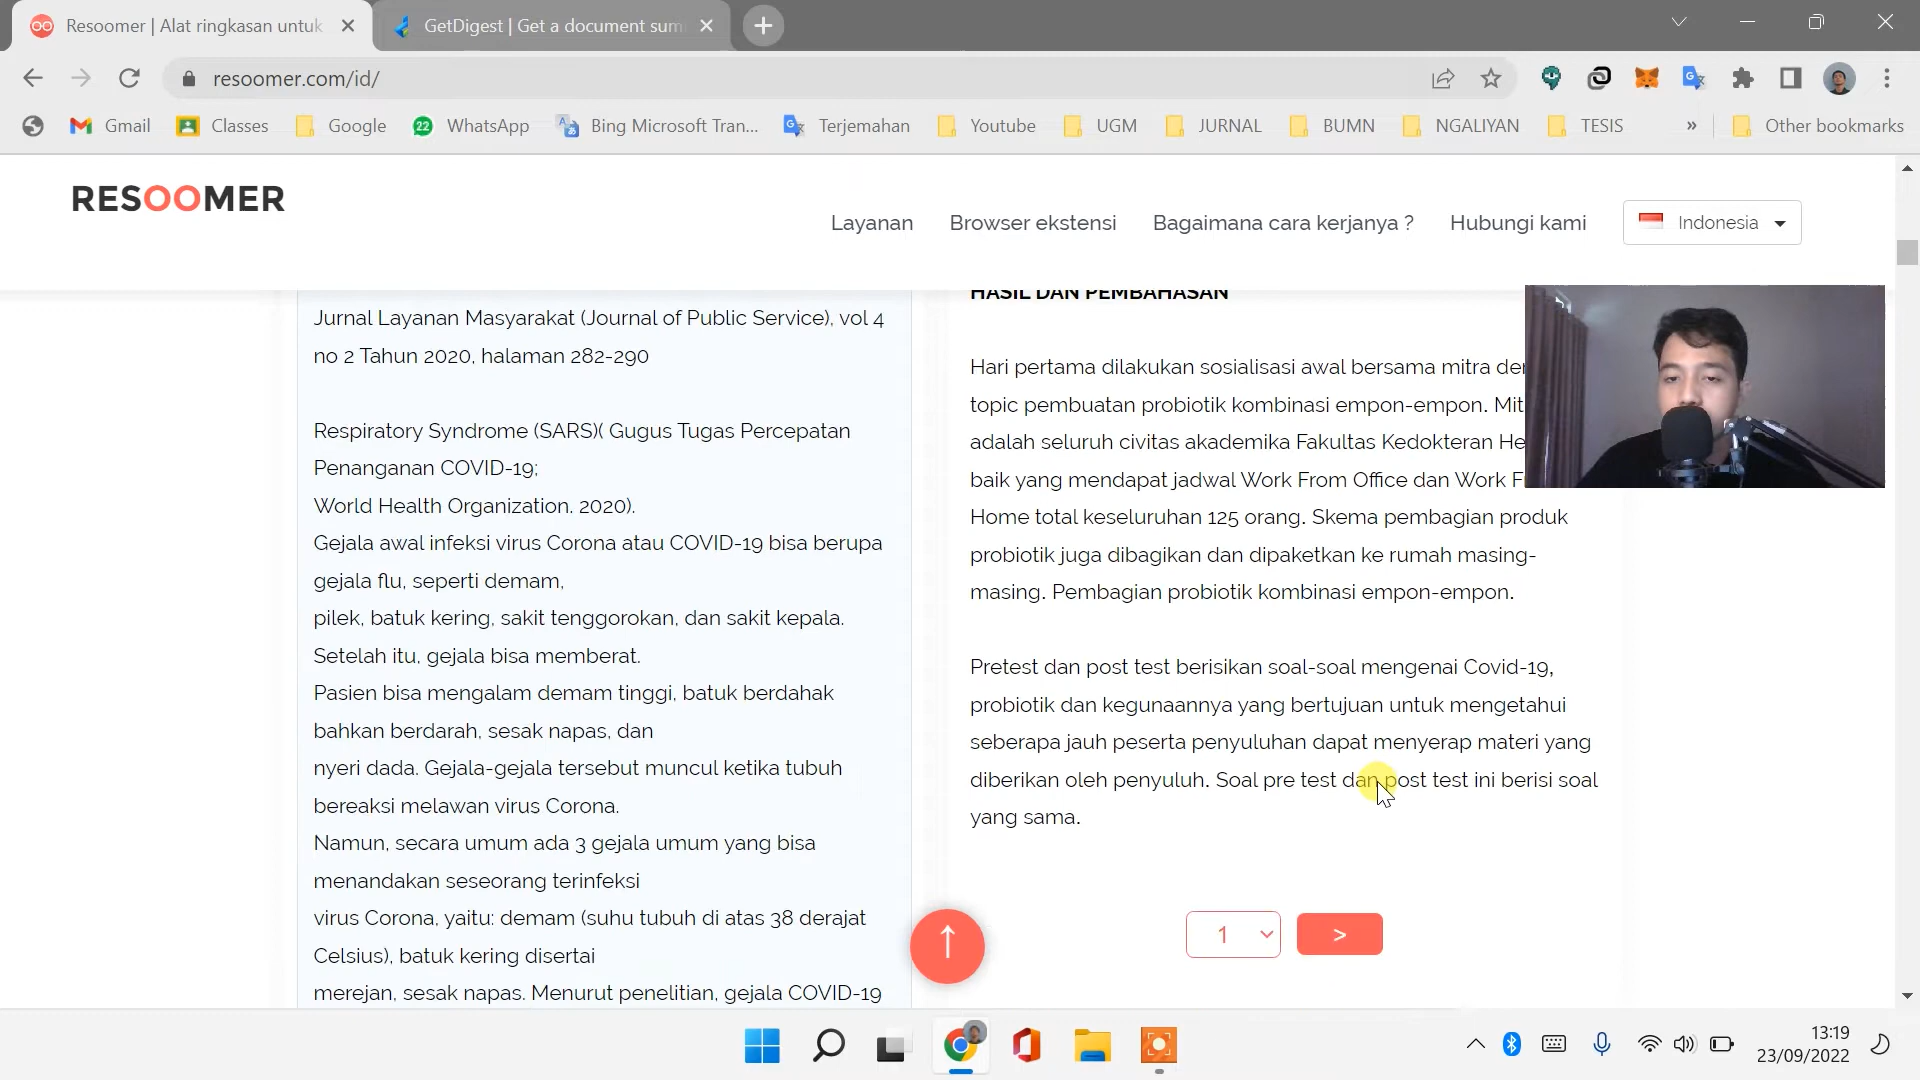 Resoomer | Alat ringkasan untuk
GetDigest | Get a document sum
resoomer.com/id/
Gmail
Classes
Google
22
WhatsApp
Bing Microsoft Tran...
Terjemahan
Youtube
UGM
JURNAL
BUMN
NGALIYAN
TESIS
»
Other bookmarks
RESOOMER
Layanan
Browser ekstensi
Bagaimana cara kerjanya ?
Hubungi kami
Indonesia
Jurnal Layanan Masyarakat (Journal of Public Service), vol 4
no 2 Tahun 2020, halaman 282-290
Respiratory Syndrome (SARS)( Gugus Tugas Percepatan
Penanganan COVID-19;
World Health Organization. 2020).
Gejala awal infeksi virus Corona atau COVID-19 bisa berupa
gejala flu, seperti demam,
pilek, batuk kering, sakit tenggorokan, dan sakit kepala.
Setelah itu, gejala bisa memberat.
Pasien bisa mengalam demam tinggi, batuk berdahak
bahkan berdarah, sesak napas, dan
nyeri dada. Gejala-gejala tersebut muncul ketika tubuh
bereaksi melawan virus Corona.
Namun, secara umum ada 3 gejala umum yang bisa
menandakan seseorang terinfeksi
virus Corona, yaitu: demam (suhu tubuh di atas 38 derajat
Celsius), batuk kering disertai
merejan, sesak napas. Menurut penelitian, gejala COVID-19
HASIL DAN PEMBAHASAN
Hari pertama dilakukan sosialisasi awal bersama mitra
topic pembuatan probiotik kombinasi empon-empon.
adalah seluruh civitas akademika Fakultas Kedokteran
baik yang mendapat jadwal Work From Office dan Work
Home total keseluruhan 125 orang. Skema pembagian produk
probiotik juga dibagikan dan dipaketkan ke rumah masing-
masing. Pembagian probiotik kombinasi empon-empon.
Pretest dan post test berisikan soal-soal mengenai Covid-19,
probiotik dan kegunaannya yang bertujuan untuk mengetahui
seberapa jauh peserta penyuluhan dapat menyerap materi yang
diberikan oleh penyuluh. Soal pre test dan post test ini berisi soal
yang sama.
1
>
13:19
23/09/2022